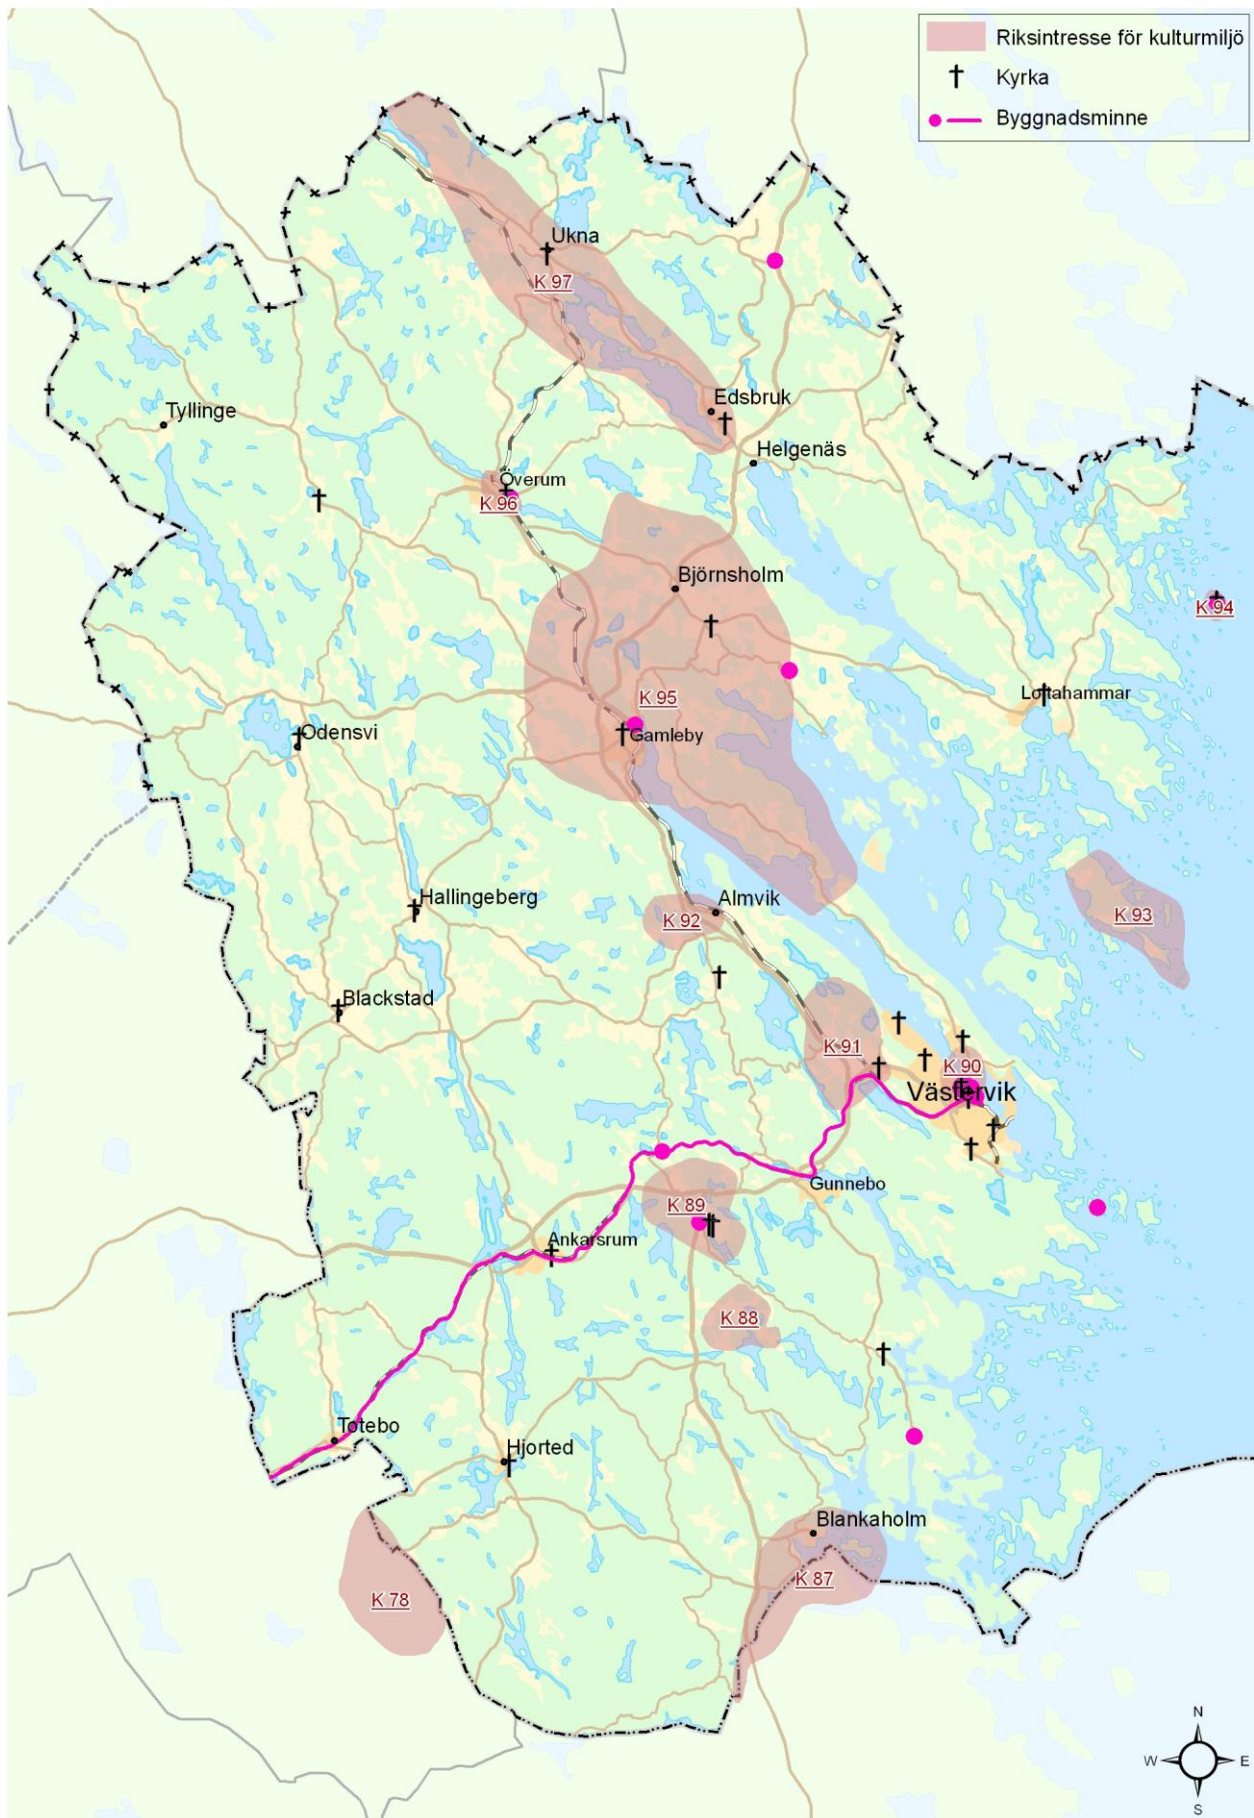 Riksintresse för kulturmiljö
Kyrka
Byggnadsminne
Ukna
K 97
Edsbruk
Tyllinge
Helgenäs
Överum
K 96
Björnsholm
K 94
Loftahammar
K 95
Odensvi
Gamleby
Hallingeberg
Almvik
K 92
K 93
Blackstad
K 91
K 90
Västervik
Gunnebo
K 89
Ankarsrum
K 88
Totebo
Hjorted
Blankaholm
K 87
K 78
N
W
E
S